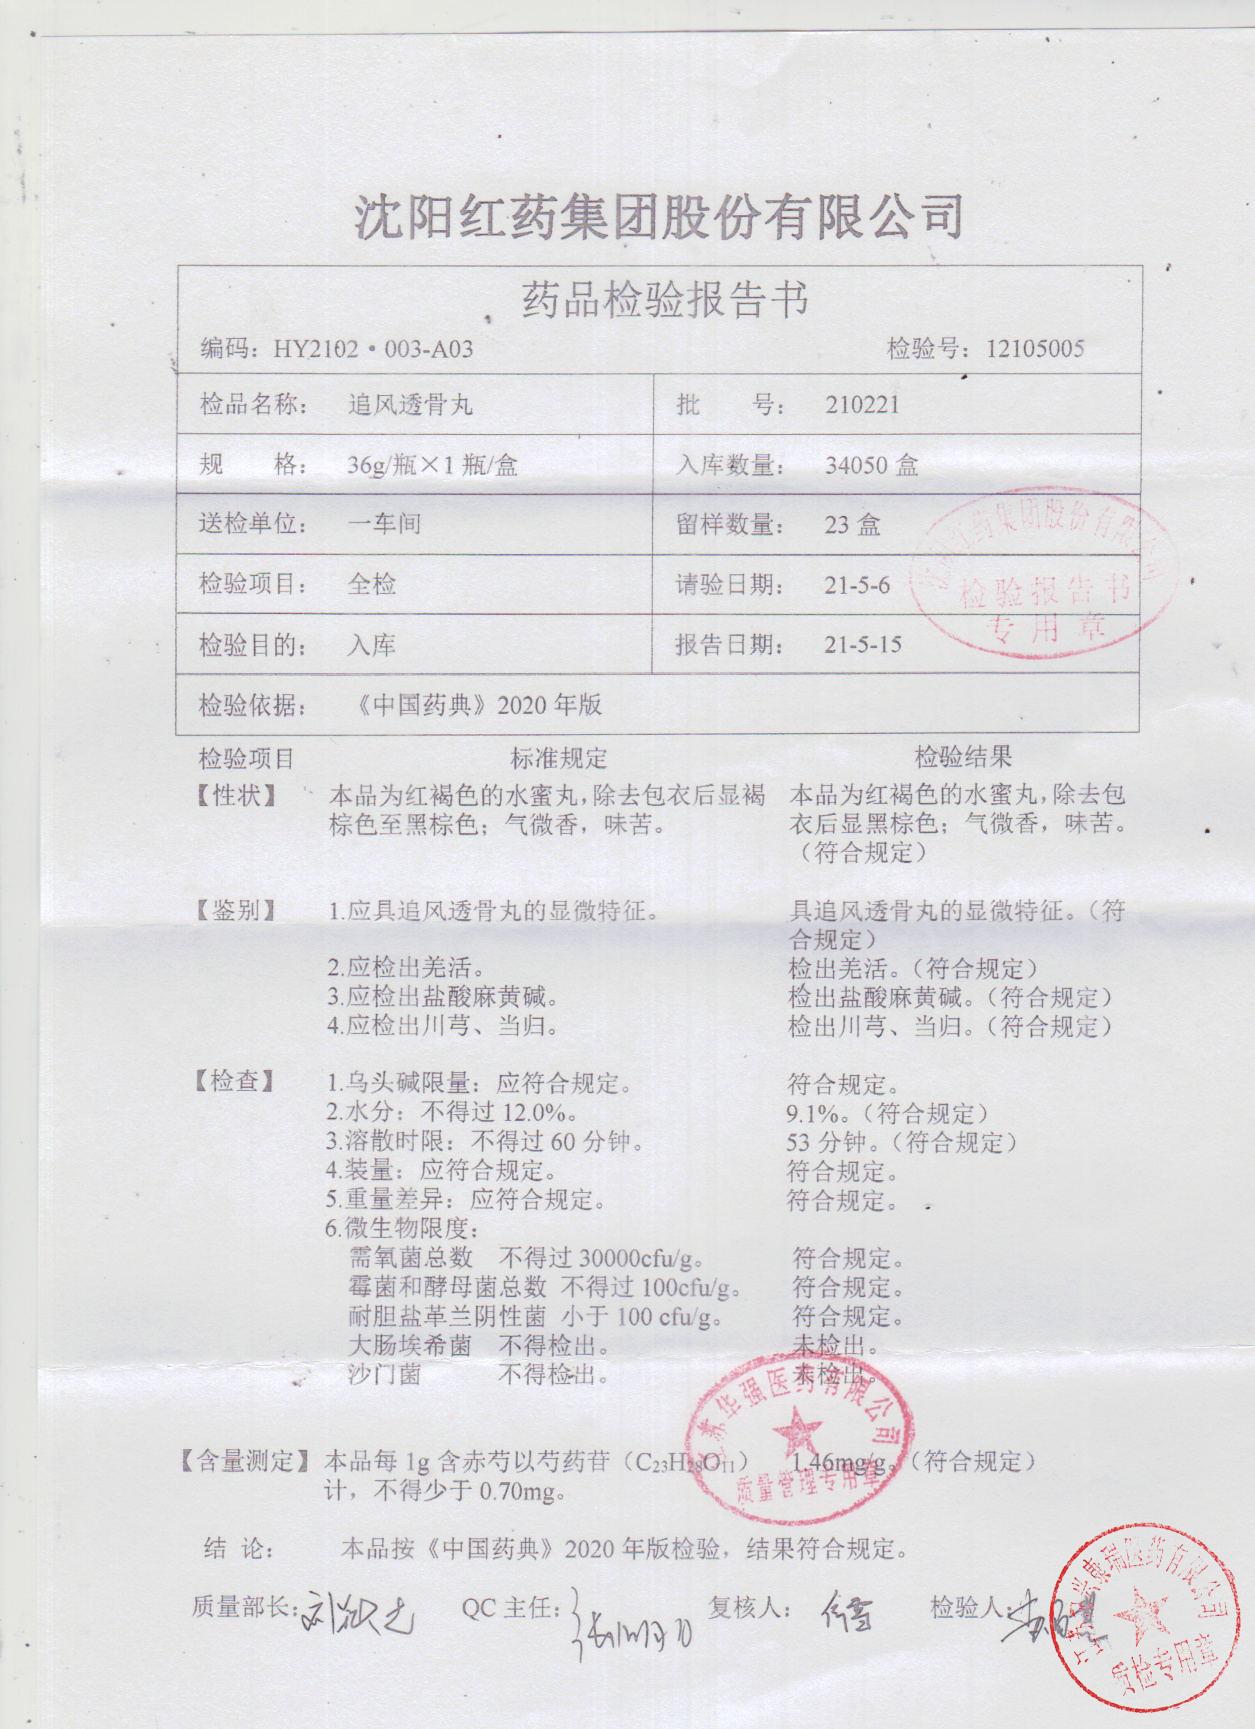 沈阳红药集团股份有限公司
药品检验报告书
编码：HY2102·003-A03 检验号：12105005
检品名称： 追风透骨丸 批 号： 210221
规 格： 36g/瓶×1瓶/盒 入库数量： 34050盒
送检单位： 一车间 留样数量： 23盒
检验项目： 全检 请验日期： 21-5-6
检验目的： 入库 报告日期： 21-5-15
检验依据： 《中国药典》2020年版
药集团股份有限公司
检验报告书
专用章
检验项目 标准规定 检验结果
【性状】 本品为红褐色的水蜜丸，除去包衣后显褐 本品为红褐色的水蜜丸，除去包
棕色至黑棕色；气微香，味苦。 衣后显黑棕色；气微香，味苦。
（符合规定）
【鉴别】 1.应具追风透骨丸的显微特征。 具追风透骨丸的显微特征。（符
合规定）
2.应检出羌活。 检出羌活。（符合规定）
3.应检出盐酸麻黄碱。 检出盐酸麻黄碱。（符合规定）
4.应检出川芎、当归。 检出川芎、当归。（符合规定）
【检查】 1.乌头碱限量：应符合规定。 符合规定。
2.水分：不得过12.0%。 9.1%。（符合规定）
3.溶散时限：不得过60分钟。 53分钟。（符合规定）
4.装量：应符合规定。 符合规定。
5.重量差异：应符合规定。 符合规定。
6.微生物限度：
需氧菌总数 不得过30000cfu/g。 符合规定。
霉菌和酵母菌总数 不得过100cfu/g。 符合规定。
耐胆盐革兰阴性菌 小于100 cfu/g。 符合规定。
大肠埃希菌 不得检出。 未检出。
沙门菌 不得检出。 未检出。
江苏华强医药有限公司
质量管理专用章
【含量测定】 本品每1g含赤芍以芍药苷（C23H28O11） 1.46mg/g。（符合规定）
计，不得少于0.70mg。
结 论： 本品按《中国药典》2020年版检验，结果符合规定。
质量部长： QC主任： 复核人： 检验人：
康瑞医药有限公司
质检专用章